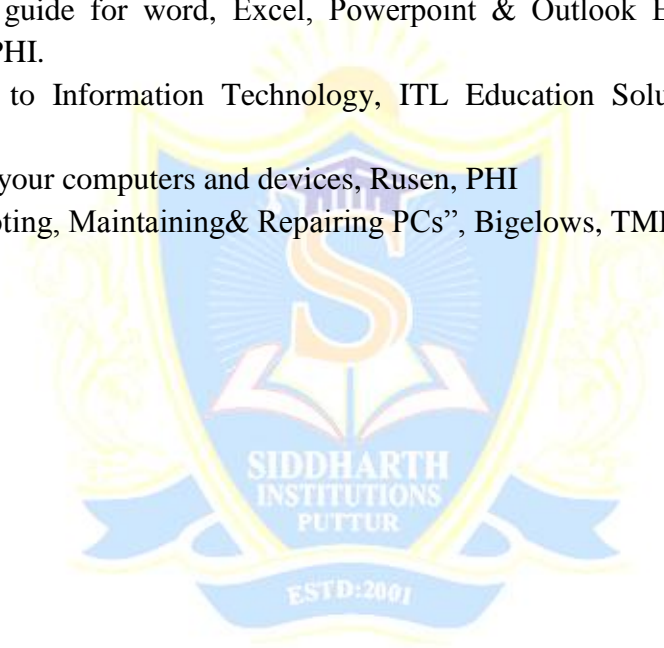 guide for word, Excel, Powerpoint & Outlook E
PHI.
to Information Technology, ITL Education Solu
your computers and devices, Rusen, PHI
oting, Maintaining& Repairing PCs”, Bigelows, TM
S
SIDDHARTH
INSTITUTIONS
PUTTUR
ESTD:2001